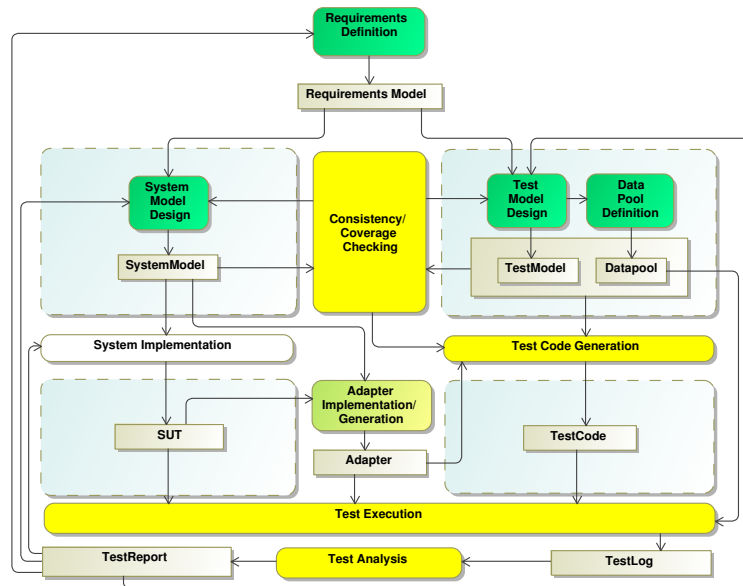 Requirements
Definition
Requirements Model
System
Model
Design
Consistency/
Coverage
Checking
Test
Model
Design
Data
Pool
Definition
SystemModel
TestModel
Datapool
System Implementation
Test Code Generation
Adapter
Implementation/
Generation
SUT
TestCode
Adapter
Test Execution
TestReport
Test Analysis
TestLog